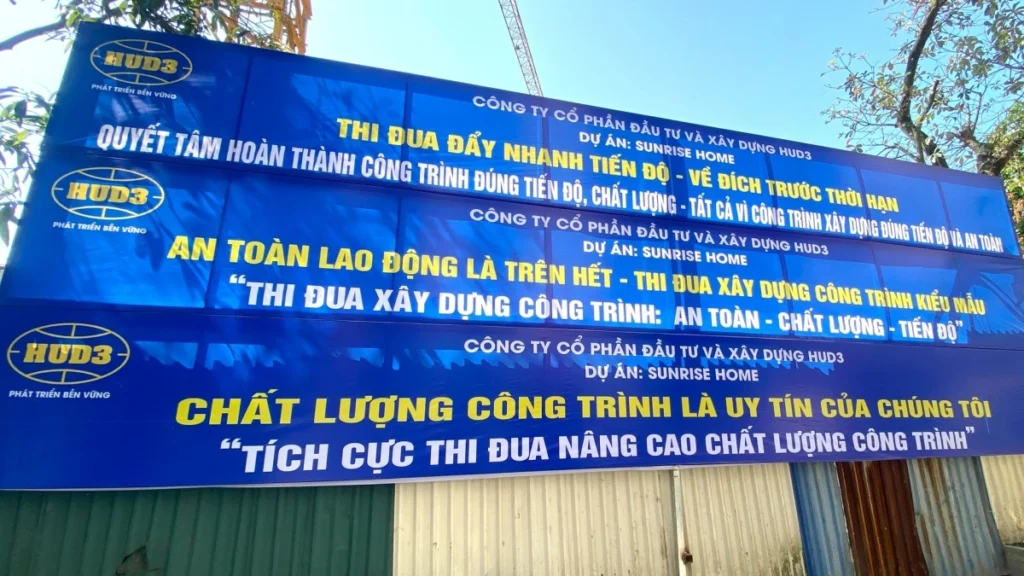 HUD3
PHÁT TRIỂN BỀN VỮNG
CÔNG TY CỔ PHẦN ĐẦU TƯ VÀ XÂY DỰNG HUD3
DỰ ÁN: SUNRISE HOME
THI ĐUA ĐẨY NHANH TIẾN ĐỘ - VỀ ĐÍCH TRƯỚC THỜI HẠN
QUYẾT TÂM HOÀN THÀNH CÔNG TRÌNH ĐÚNG TIẾN ĐỘ, CHẤT LƯỢNG - TẤT CẢ VÌ CÔNG TRÌNH XÂY DỰNG ĐÚNG TIẾN ĐỘ VÀ AN TOÀN
HUD3
PHÁT TRIỂN BỀN VỮNG
CÔNG TY CỔ PHẦN ĐẦU TƯ VÀ XÂY DỰNG HUD3
DỰ ÁN: SUNRISE HOME
AN TOÀN LAO ĐỘNG LÀ TRÊN HẾT - THI ĐUA XÂY DỰNG CÔNG TRÌNH KIỂU MẪU
"THI ĐUA XÂY DỰNG CÔNG TRÌNH: AN TOÀN - CHẤT LƯỢNG - TIẾN ĐỘ"
HUD3
PHÁT TRIỂN BỀN VỮNG
CÔNG TY CỔ PHẦN ĐẦU TƯ VÀ XÂY DỰNG HUD3
DỰ ÁN: SUNRISE HOME
CHẤT LƯỢNG CÔNG TRÌNH LÀ UY TÍN CỦA CHÚNG TÔI
"TÍCH CỰC THI ĐUA NÂNG CAO CHẤT LƯỢNG CÔNG TRÌNH"